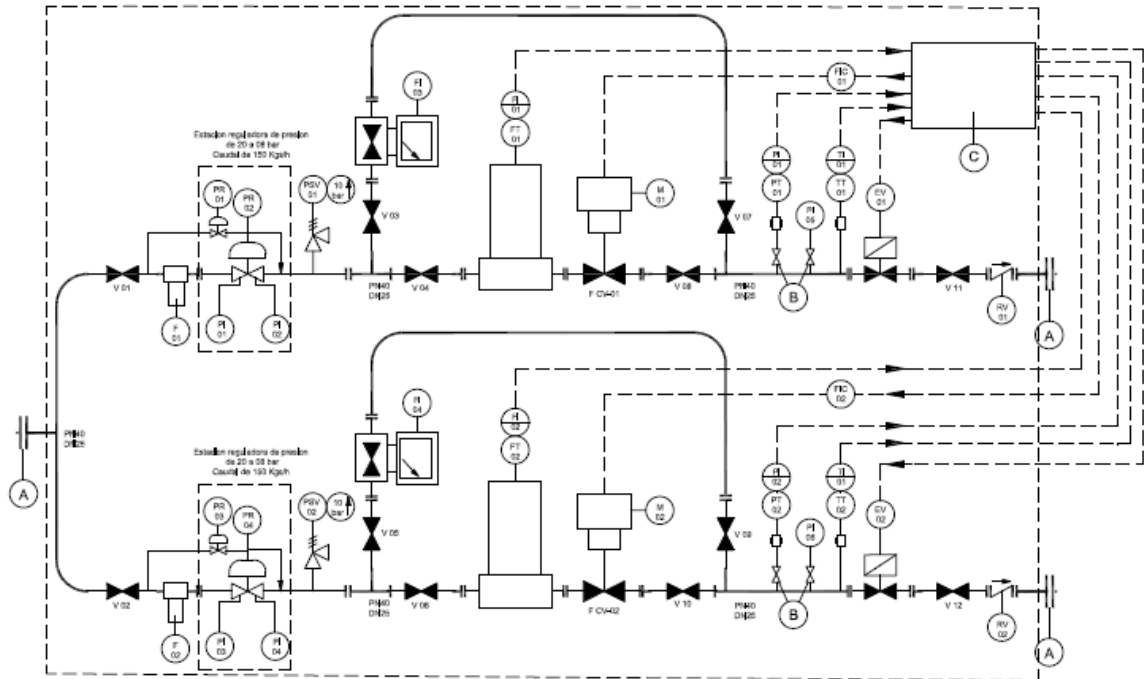 FI
03
FI
01
FT
01
FIC
01
PI
01
PT
01
TI
01
TT
01
C
Estacion reguladora de presion
de 20 a 08 bar
Caudal de 150 Kgs/h
PR
01
PR
02
PSV
01
10
bar
V 03
M
01
V 07
PI
05
EV
01
V 01
F
01
PI
01
PI
02
PN40
DN25
V 04
F CV-01
V 08
PN40
DN25
B
V 11
RV
01
A
FI
04
FI
02
FT
02
FIC
02
PI
02
PT
02
TI
01
TT
02
PN40
DN25
A
Estacion reguladora de presion
de 20 a 08 bar
Caudal de 150 Kgs/h
PR
03
PR
04
PSV
02
10
bar
V 05
M
02
V 09
PI
06
EV
02
V 02
F
02
PI
03
PI
04
PN40
DN25
V 06
F CV-02
V 10
PN40
DN25
B
V 12
RV
02
A